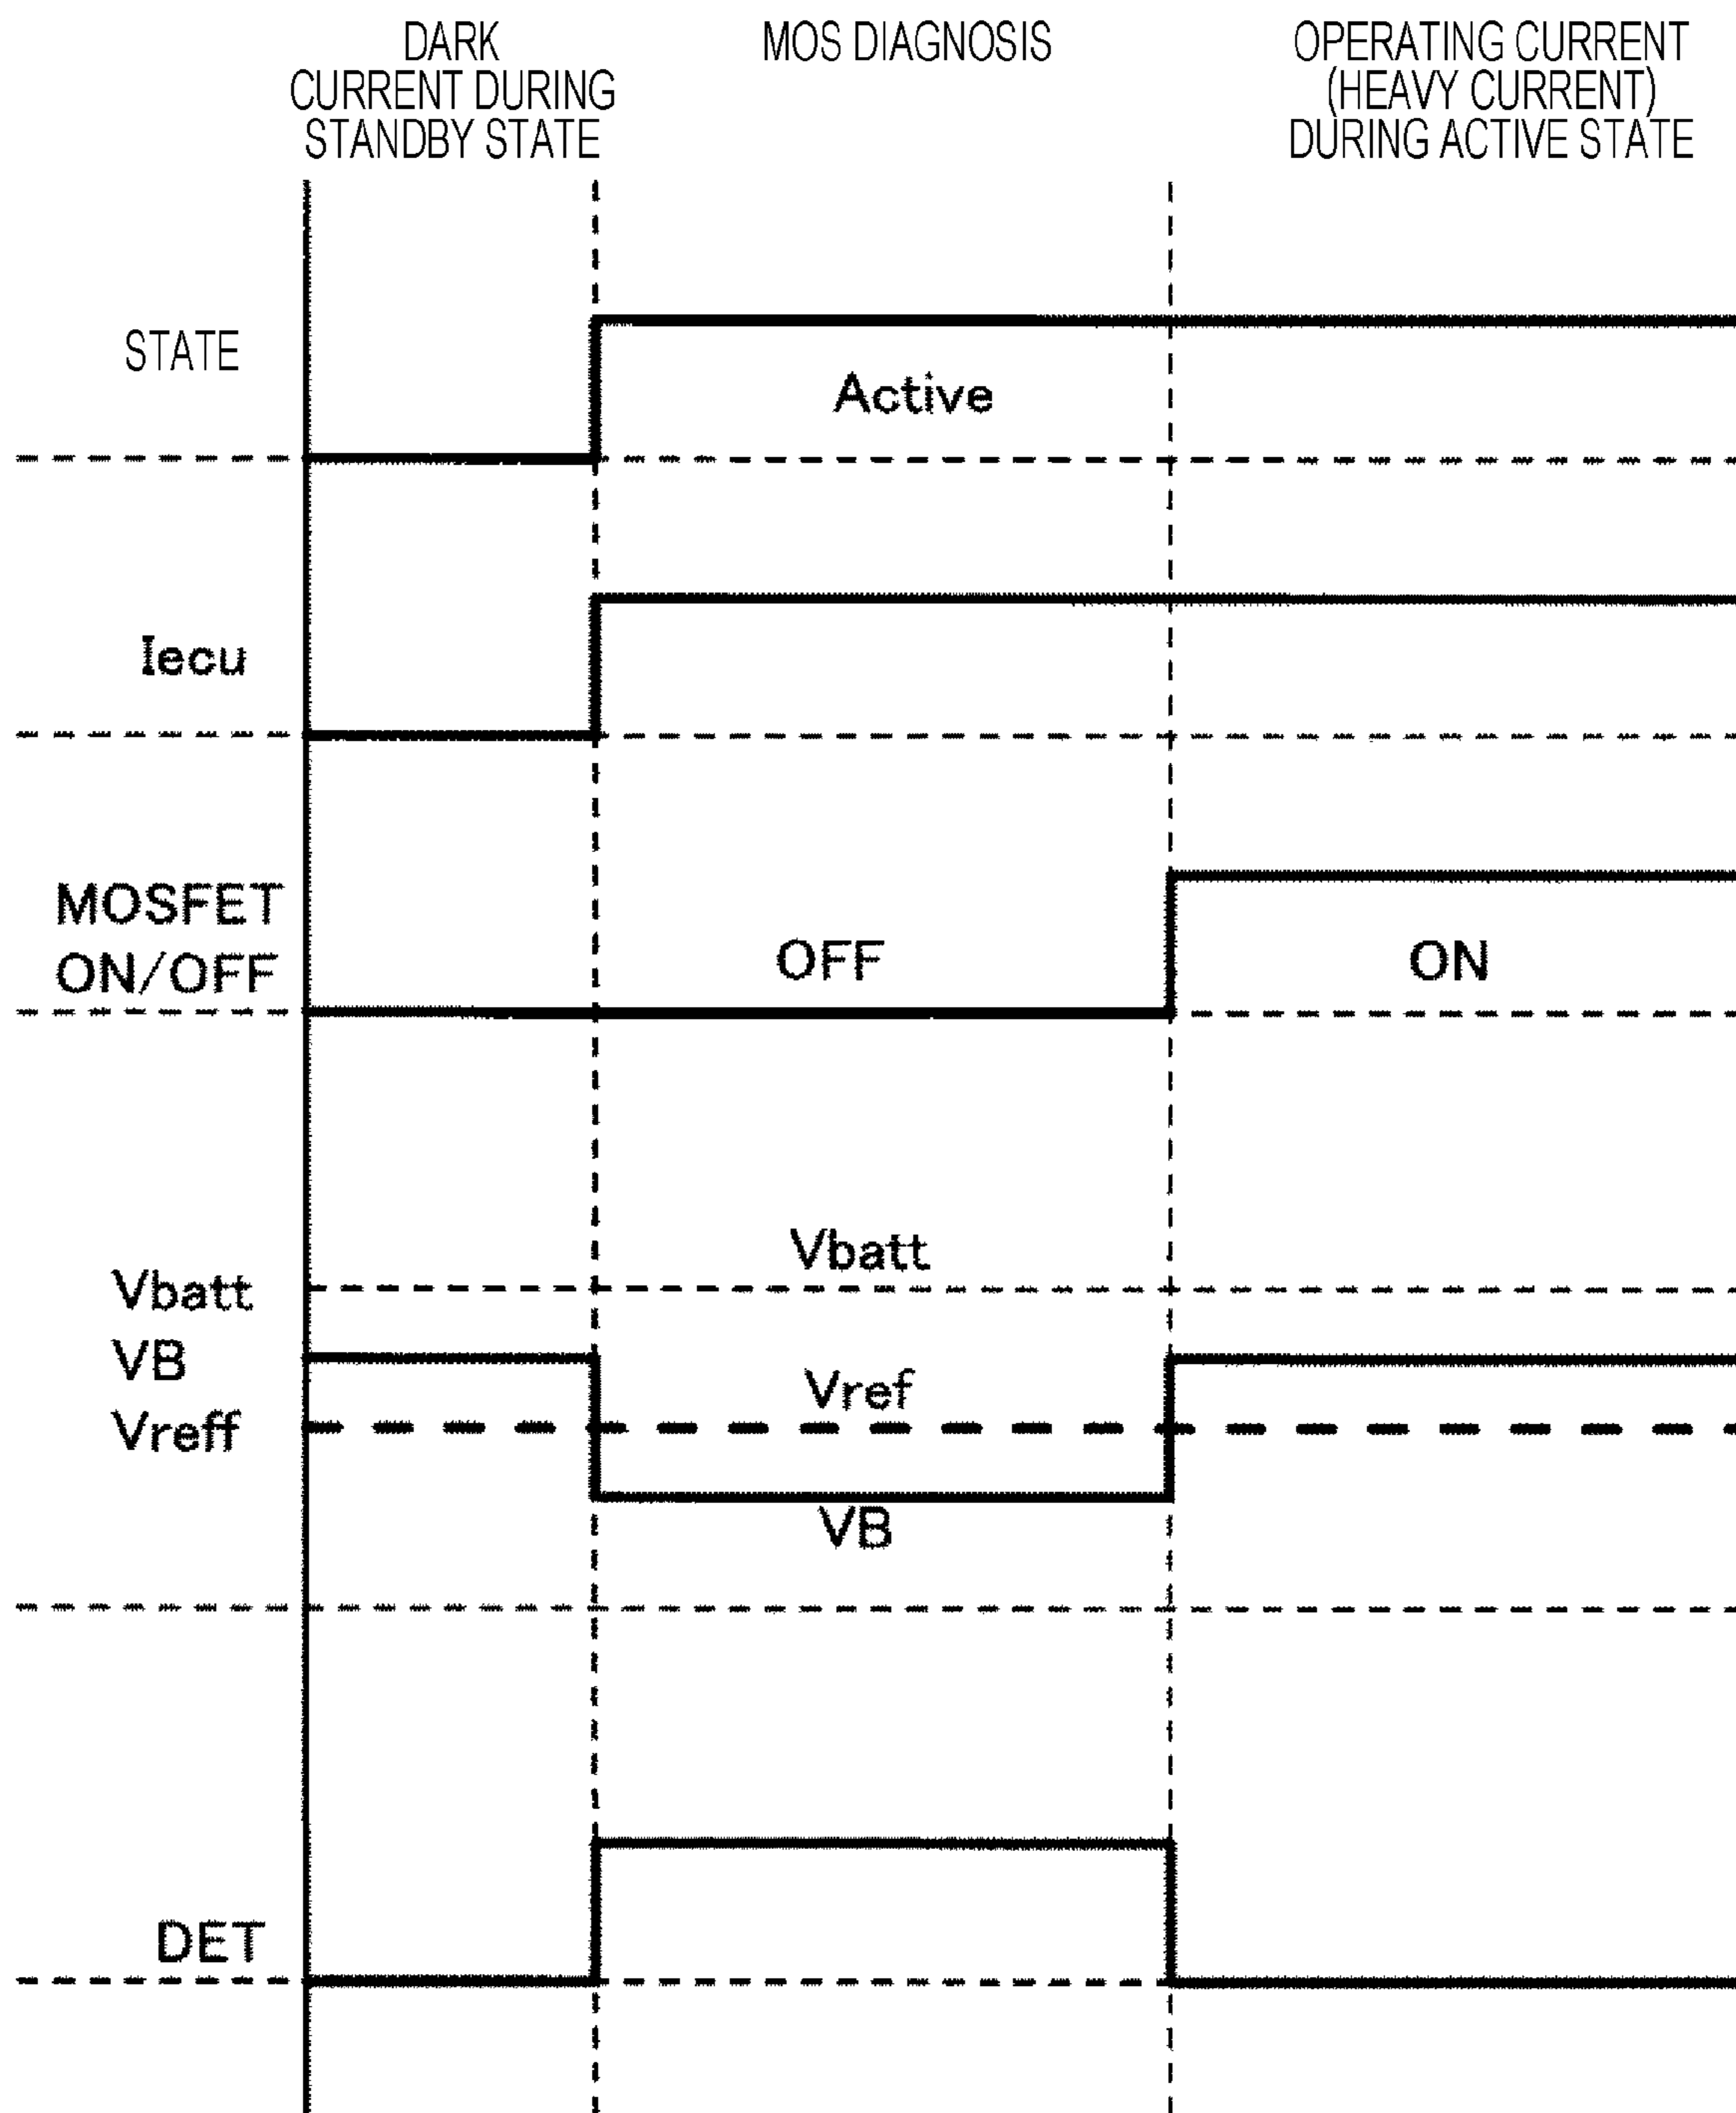 DARK
CURRENT DURING
STANDBY STATE
MOS DIAGNOSIS
OPERATING CURRENT
(HEAVY CURRENT)
DURING ACTIVE STATE
STATE
Active
Iecu
MOSFET
ON/OFF
OFF
ON
Vbatt
Vbatt
VB
Vref
Vreff
VB
DET